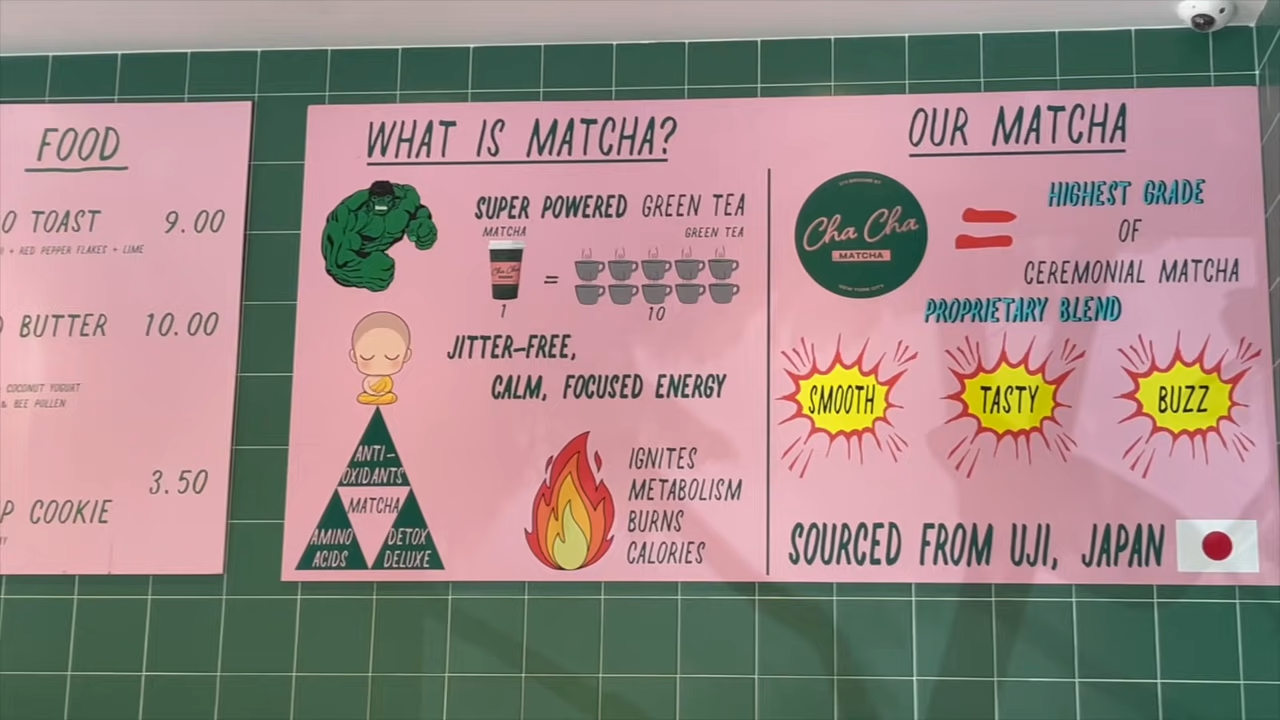 FOOD
O TOAST 9.00
+ RED PEPPER FLAKES + LIME
BUTTER 10.00
COCONUT YOGURT
& BEE POLLEN
3.50
P COOKIE
WHAT IS MATCHA?
SUPER POWERED GREEN TEA
MATCHA
GREEN TEA
Cha Cha
=
1
10
JITTER-FREE,
CALM, FOCUSED ENERGY
ANTI-
OXIDANTS
MATCHA
AMINO
ACIDS
DETOX
DELUXE
IGNITES
METABOLISM
BURNS
CALORIES
OUR MATCHA
Cha Cha
MATCHA
NEW YORK CITY
=
HIGHEST GRADE
OF
CEREMONIAL MATCHA
PROPRIETARY BLEND
SMOOTH
TASTY
BUZZ
SOURCED FROM UJI, JAPAN